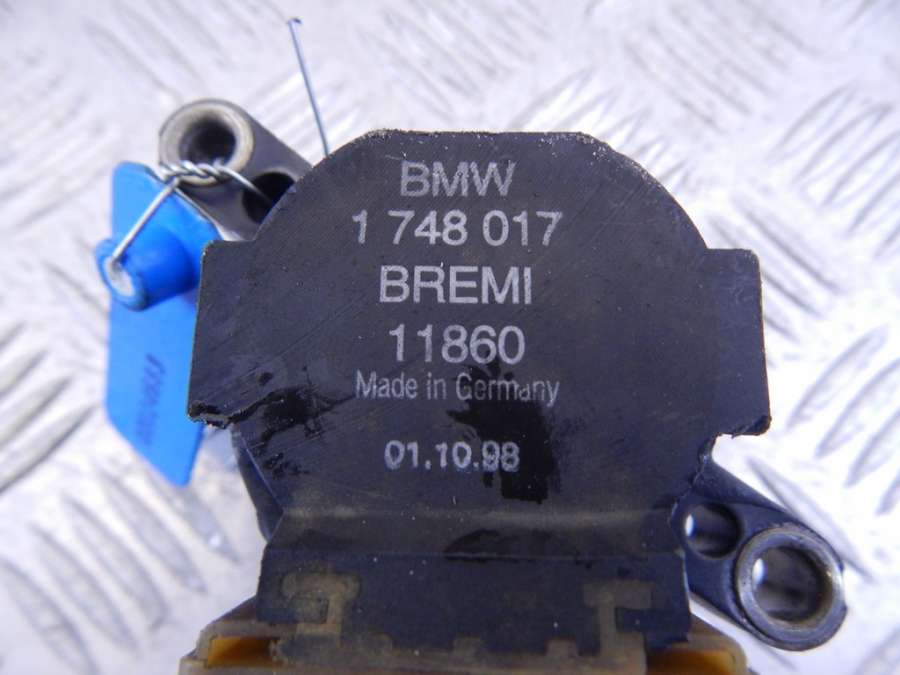 BMW
1 748 017
BREMI
11860
Made in Germany
01.10.98